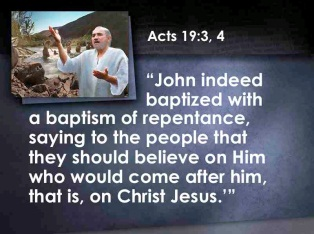 Acts 19:3, 4
“John indeed
baptized with
a baptism of repentance,
saying to the people that
they should believe on Him
who would come after him,
that is, on Christ Jesus.’”